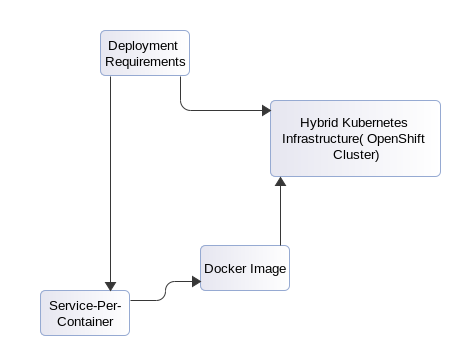 Deployment
Requirements
Hybrid Kubernetes
Infrastructure( OpenShift
Cluster)
Docker Image
Service-Per-
Container